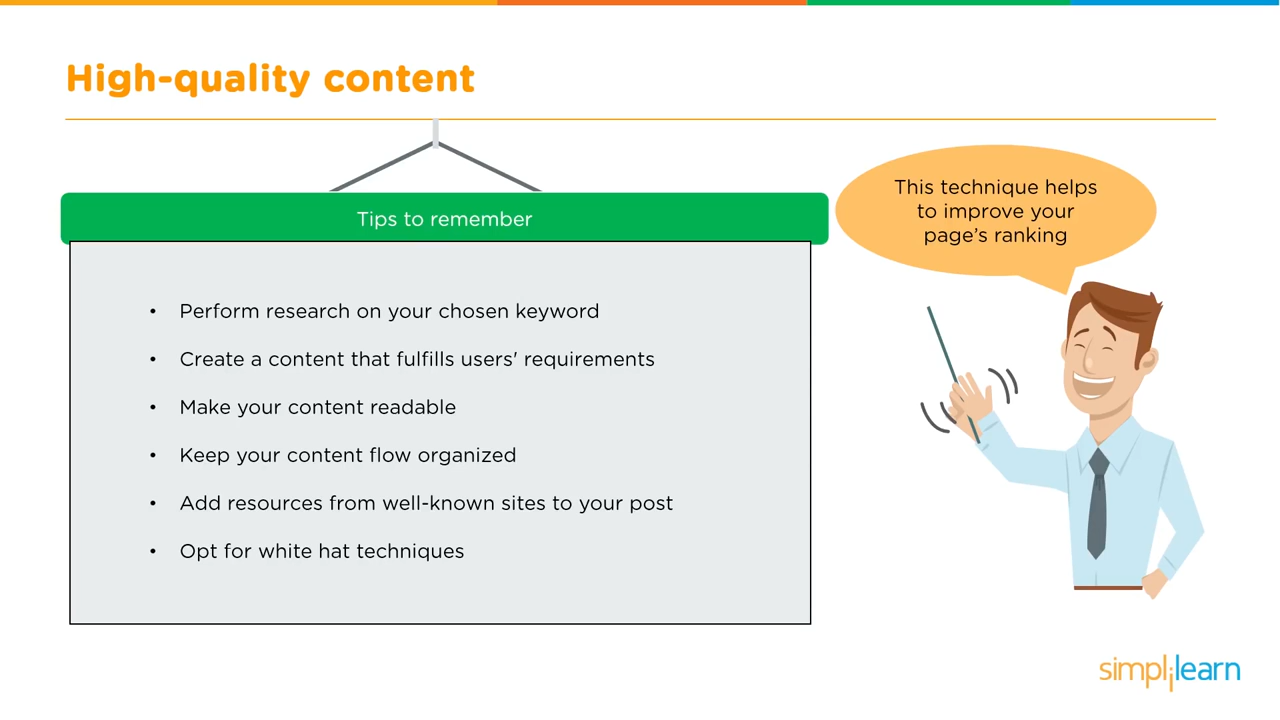 High-quality content
Tips to remember
• Perform research on your chosen keyword
• Create a content that fulfills users' requirements
• Make your content readable
• Keep your content flow organized
• Add resources from well-known sites to your post
• Opt for white hat techniques
This technique helps
to improve your
page's ranking
simplilearn